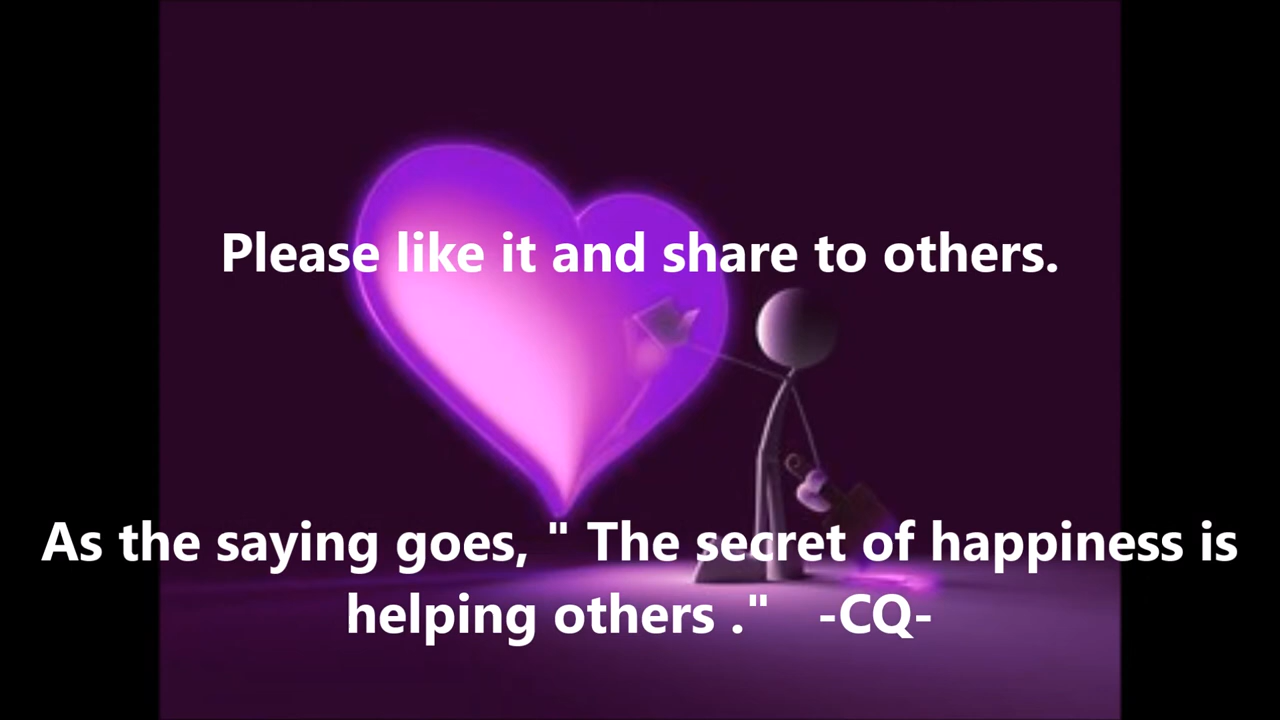 Please like it and share to others.
As the saying goes, " The secret of happiness is
helping others ."   -CQ-